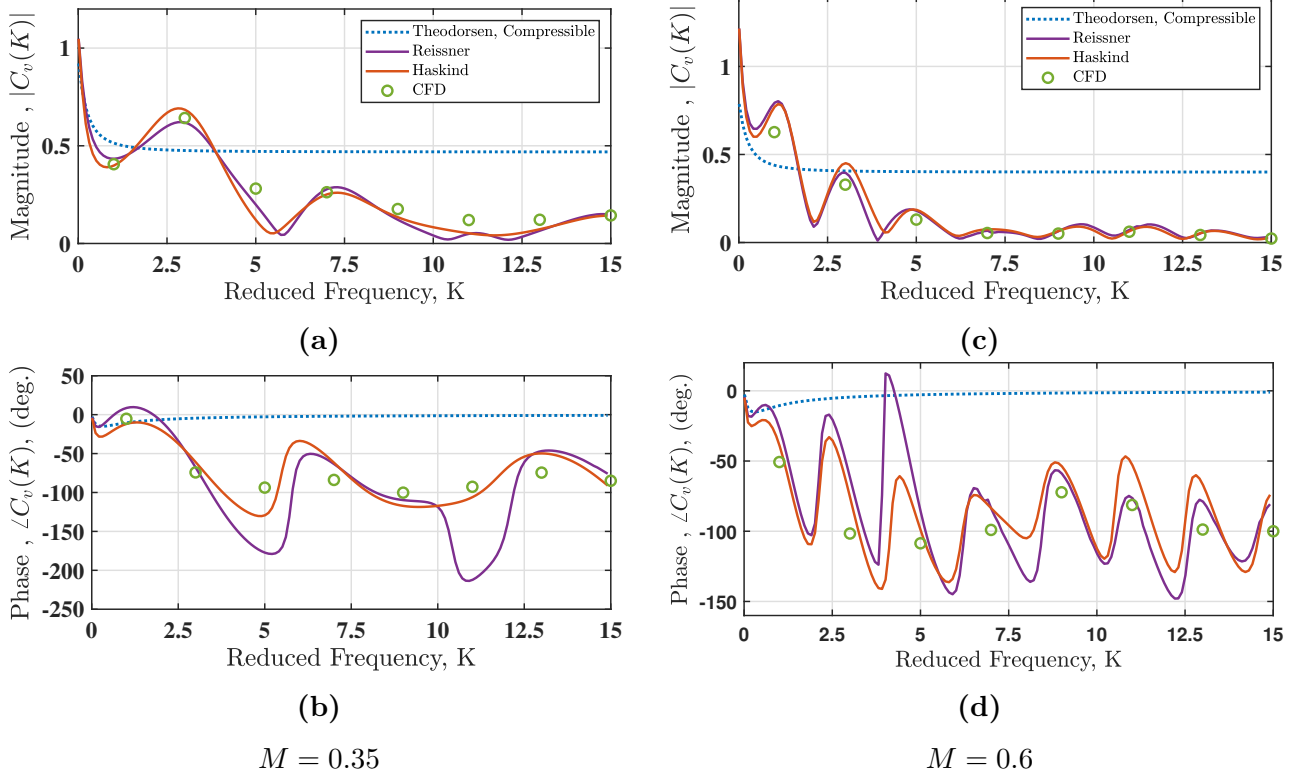 Magnitude , |C_v(K)|
1
0.5
0
Theodorsen, Compressible
Reissner
Haskind
CFD
0 2.5 5 7.5 10 12.5 15
Reduced Frequency, K
(a)
Magnitude , |C_v(K)|
1
0.5
0
Theodorsen, Compressible
Reissner
Haskind
CFD
0 2.5 5 7.5 10 12.5 15
Reduced Frequency, K
(c)
Phase , ∠C_v(K), (deg.)
50
0
-50
-100
-150
-200
-250
0 2.5 5 7.5 10 12.5 15
Reduced Frequency, K
(b)
Phase , ∠C_v(K), (deg.)
0
-50
-100
-150
0 2.5 5 7.5 10 12.5 15
Reduced Frequency, K
(d)
M = 0.35
M = 0.6